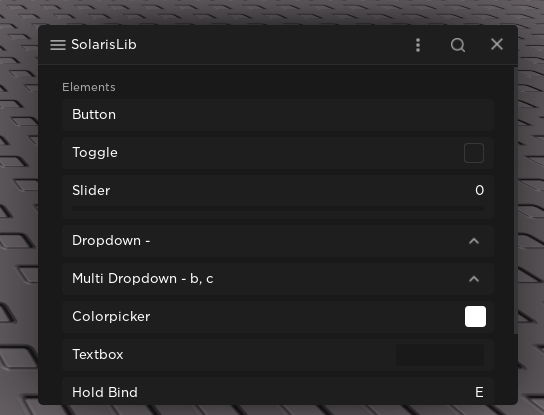 SolarisLib
Elements
Button
Toggle
Slider 0
Dropdown -
Multi Dropdown - b, c
Colorpicker
Textbox
Hold Bind E